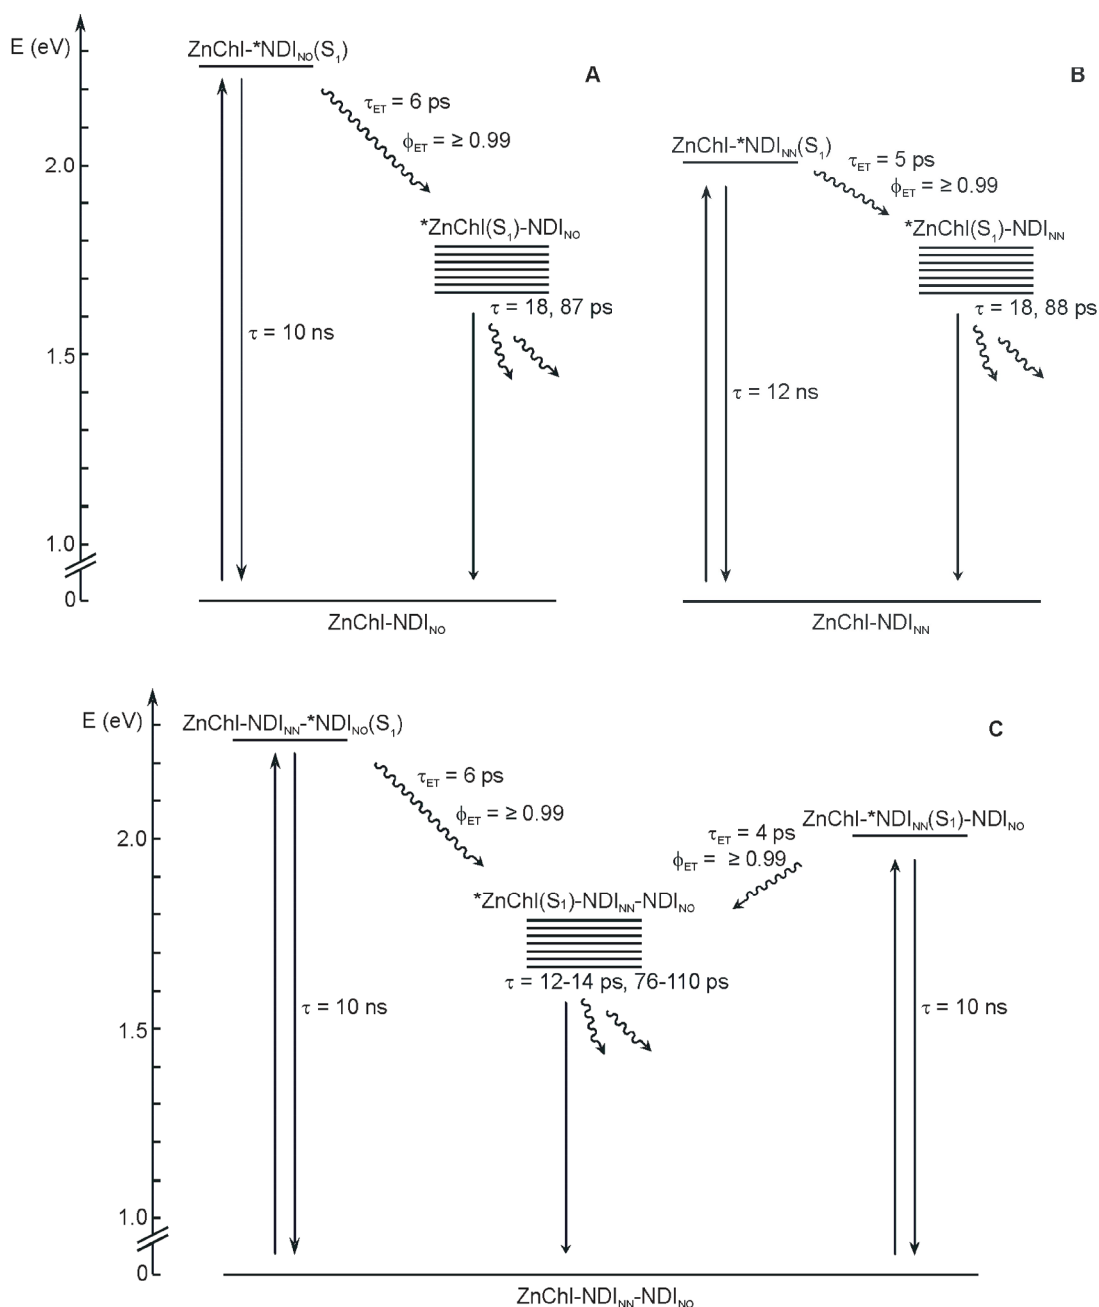 E (eV)
ZnChl-*NDI_NO(S_1)
A
τ_ET = 6 ps
ϕ_ET = ≥ 0.99
2.0
*ZnChl(S_1)-NDI_NO
τ = 18, 87 ps
τ = 10 ns
1.5
1.0
0
ZnChl-NDI_NO
B
ZnChl-*NDI_NN(S_1)
τ_ET = 5 ps
ϕ_ET = ≥ 0.99
*ZnChl(S_1)-NDI_NN
τ = 18, 88 ps
τ = 12 ns
ZnChl-NDI_NN
E (eV)
ZnChl-NDI_NN-*NDI_NO(S_1)
C
τ_ET = 6 ps
ϕ_ET = ≥ 0.99
ZnChl-*NDI_NN(S_1)-NDI_NO
τ_ET = 4 ps
ϕ_ET = ≥ 0.99
2.0
*ZnChl(S_1)-NDI_NN-NDI_NO
τ = 12-14 ps, 76-110 ps
τ = 10 ns
τ = 10 ns
1.5
1.0
0
ZnChl-NDI_NN-NDI_NO